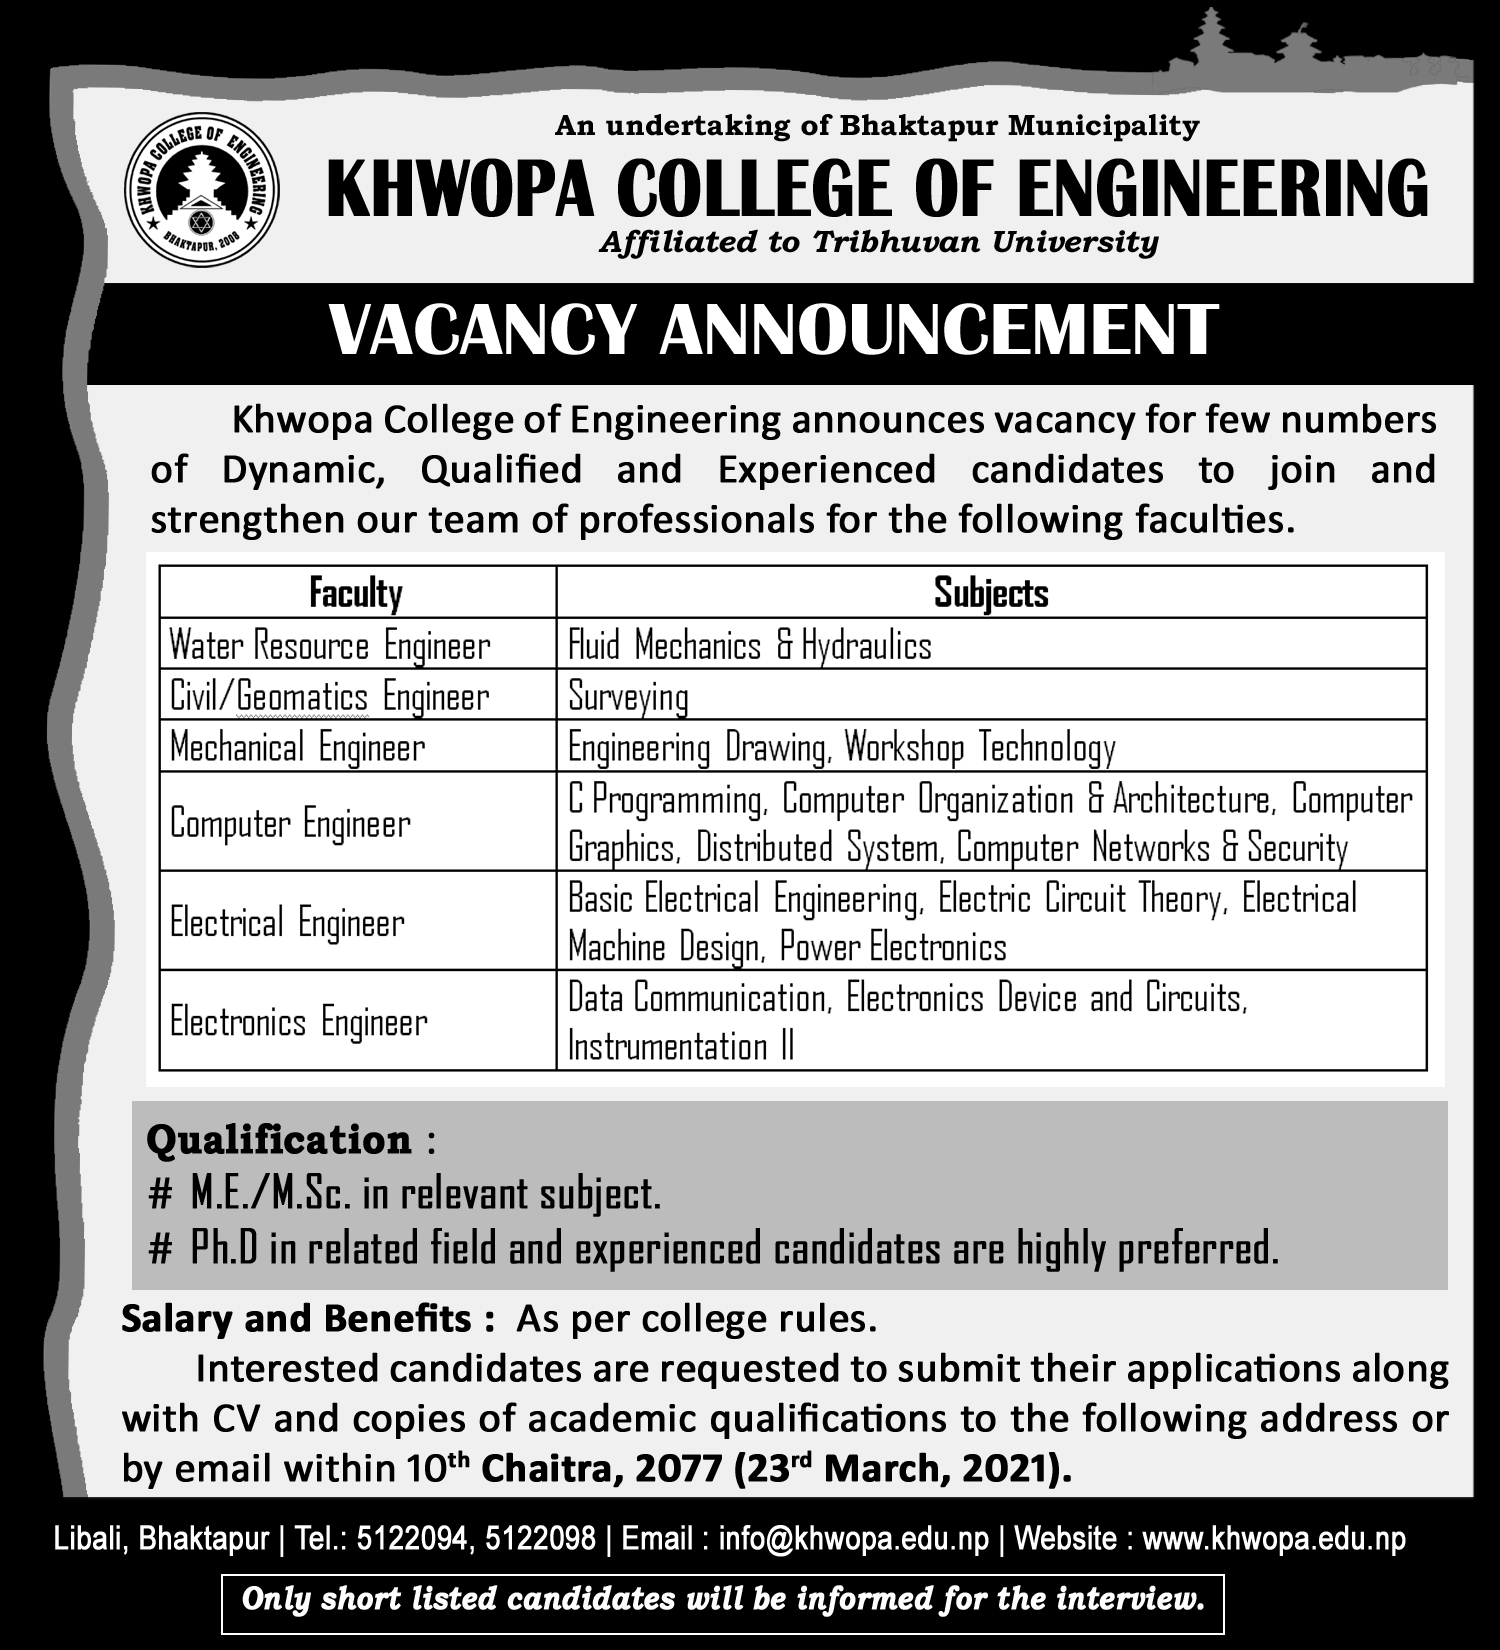 An undertaking of Bhaktapur Municipality
KHWOPA COLLEGE OF ENGINEERING
Affiliated to Tribhuvan University
KHWOPA COLLEGE OF ENGINEERING
BHAKTAPUR, 2008
VACANCY ANNOUNCEMENT
Khwopa College of Engineering announces vacancy for few numbers
of Dynamic, Qualified and Experienced candidates to join and
strengthen our team of professionals for the following faculties.
Faculty Subjects
Water Resource Engineer Fluid Mechanics & Hydraulics
Civil/Geomatics Engineer Surveying
Mechanical Engineer Engineering Drawing, Workshop Technology
Computer Engineer C Programming, Computer Organization & Architecture, Computer
Graphics, Distributed System, Computer Networks & Security
Electrical Engineer Basic Electrical Engineering, Electric Circuit Theory, Electrical
Machine Design, Power Electronics
Electronics Engineer Data Communication, Electronics Device and Circuits,
Instrumentation II
Qualification :
# M.E./M.Sc. in relevant subject.
# Ph.D in related field and experienced candidates are highly preferred.
Salary and Benefits : As per college rules.
Interested candidates are requested to submit their applications along
with CV and copies of academic qualifications to the following address or
by email within 10th Chaitra, 2077 (23rd March, 2021).
Libali, Bhaktapur | Tel.: 5122094, 5122098 | Email : info@khwopa.edu.np | Website : www.khwopa.edu.np
Only short listed candidates will be informed for the interview.